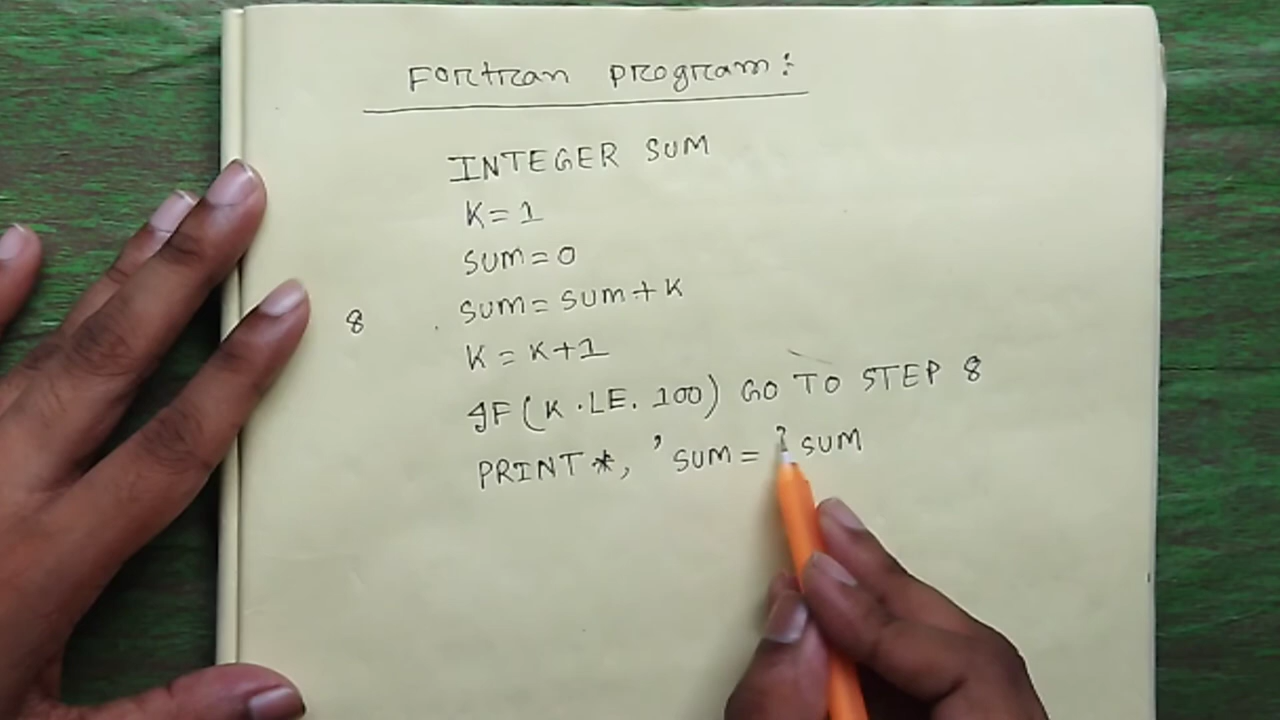 Fortran program:
INTEGER SUM
K=1
SUM=0
8 SUM=SUM+K
K=K+1
IF(K.LE.100) GO TO STEP 8
PRINT*, 'SUM=' SUM